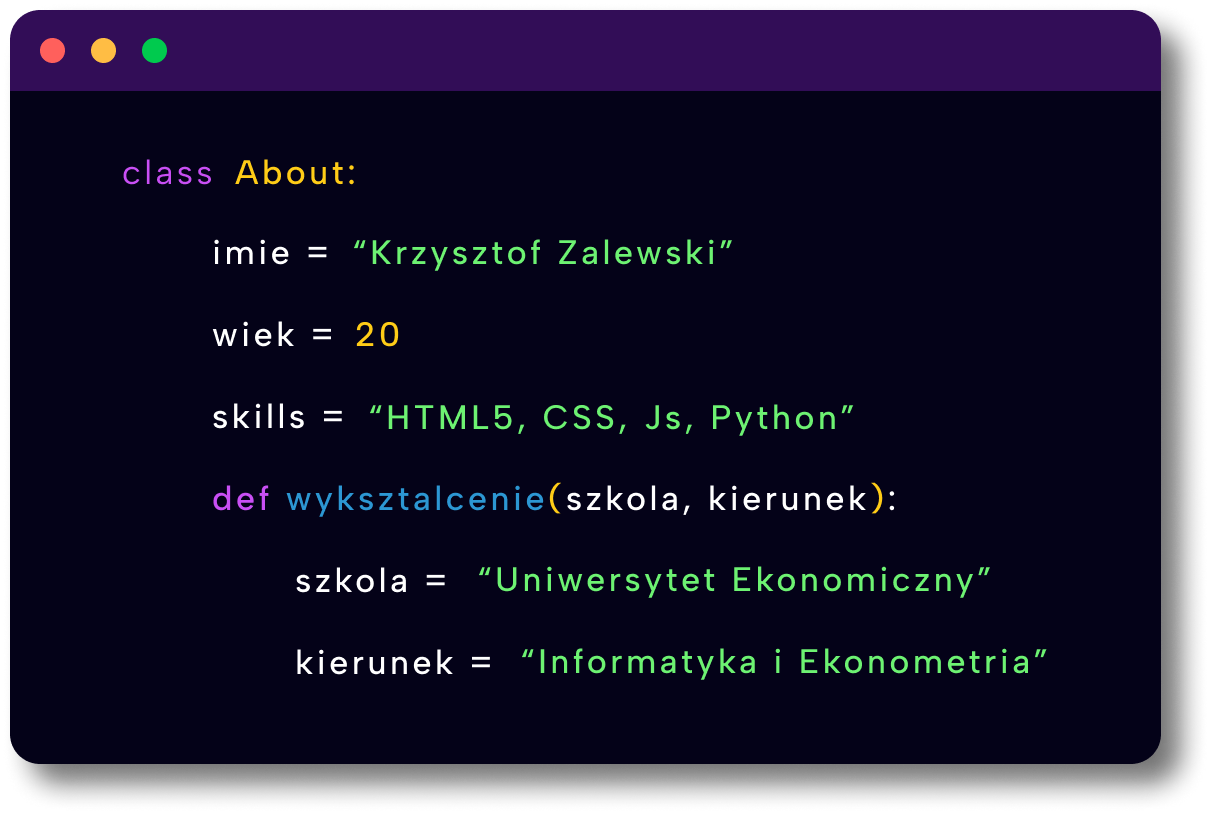 class About:
imie = “Krzysztof Zalewski”
wiek = 20
skills = “HTML5, CSS, Js, Python”
def wyksztalcenie(szkola, kierunek):
szkola = “Uniwersytet Ekonomiczny”
kierunek = “Informatyka i Ekonometria”